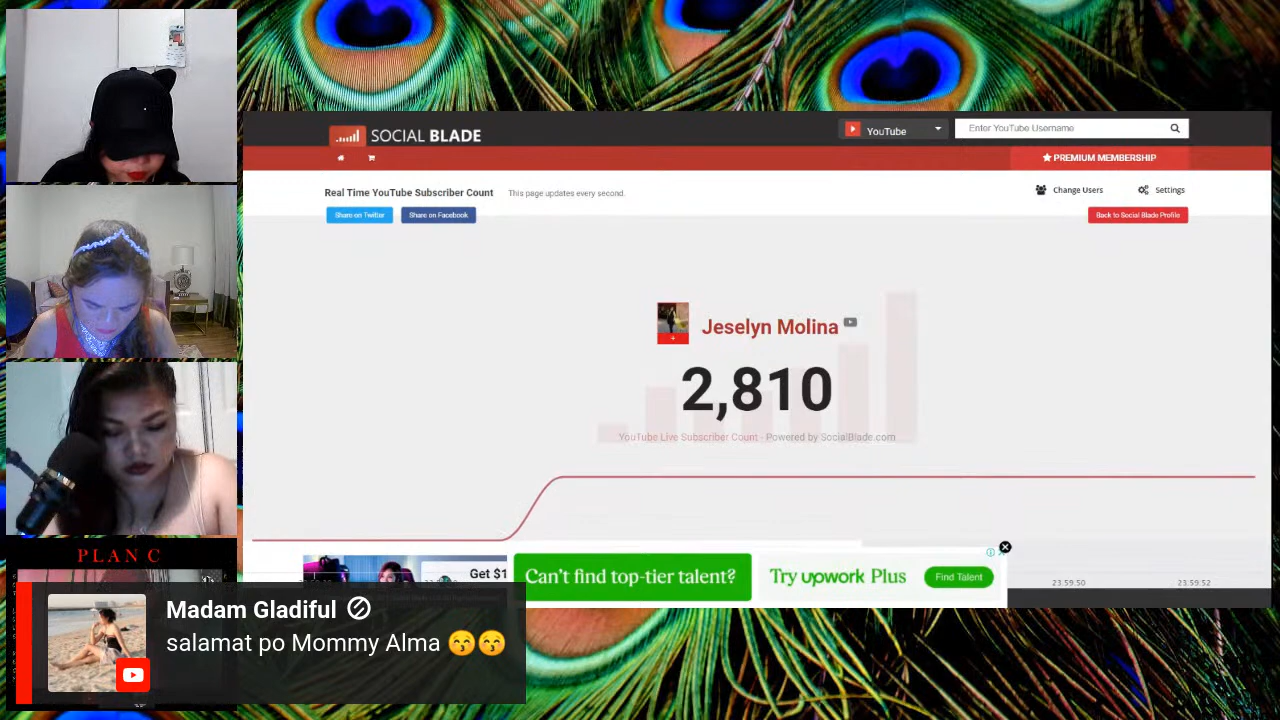 SOCIAL BLADE
YouTube
Enter YouTube Username
PREMIUM MEMBERSHIP
Real Time YouTube Subscriber Count
This page updates every second.
Change Users
Settings
Share on Twitter
Share on Facebook
Back to Social Blade Profile
Jeselyn Molina
2,810
YouTube Live Subscriber Count - Powered by SocialBlade.com
PLAN C
Get $1
Can't find top-tier talent?
Try upwork Plus
Find Talent
23:59:50
23:59:52
Madam Gladiful
salamat po Mommy Alma 😙😙